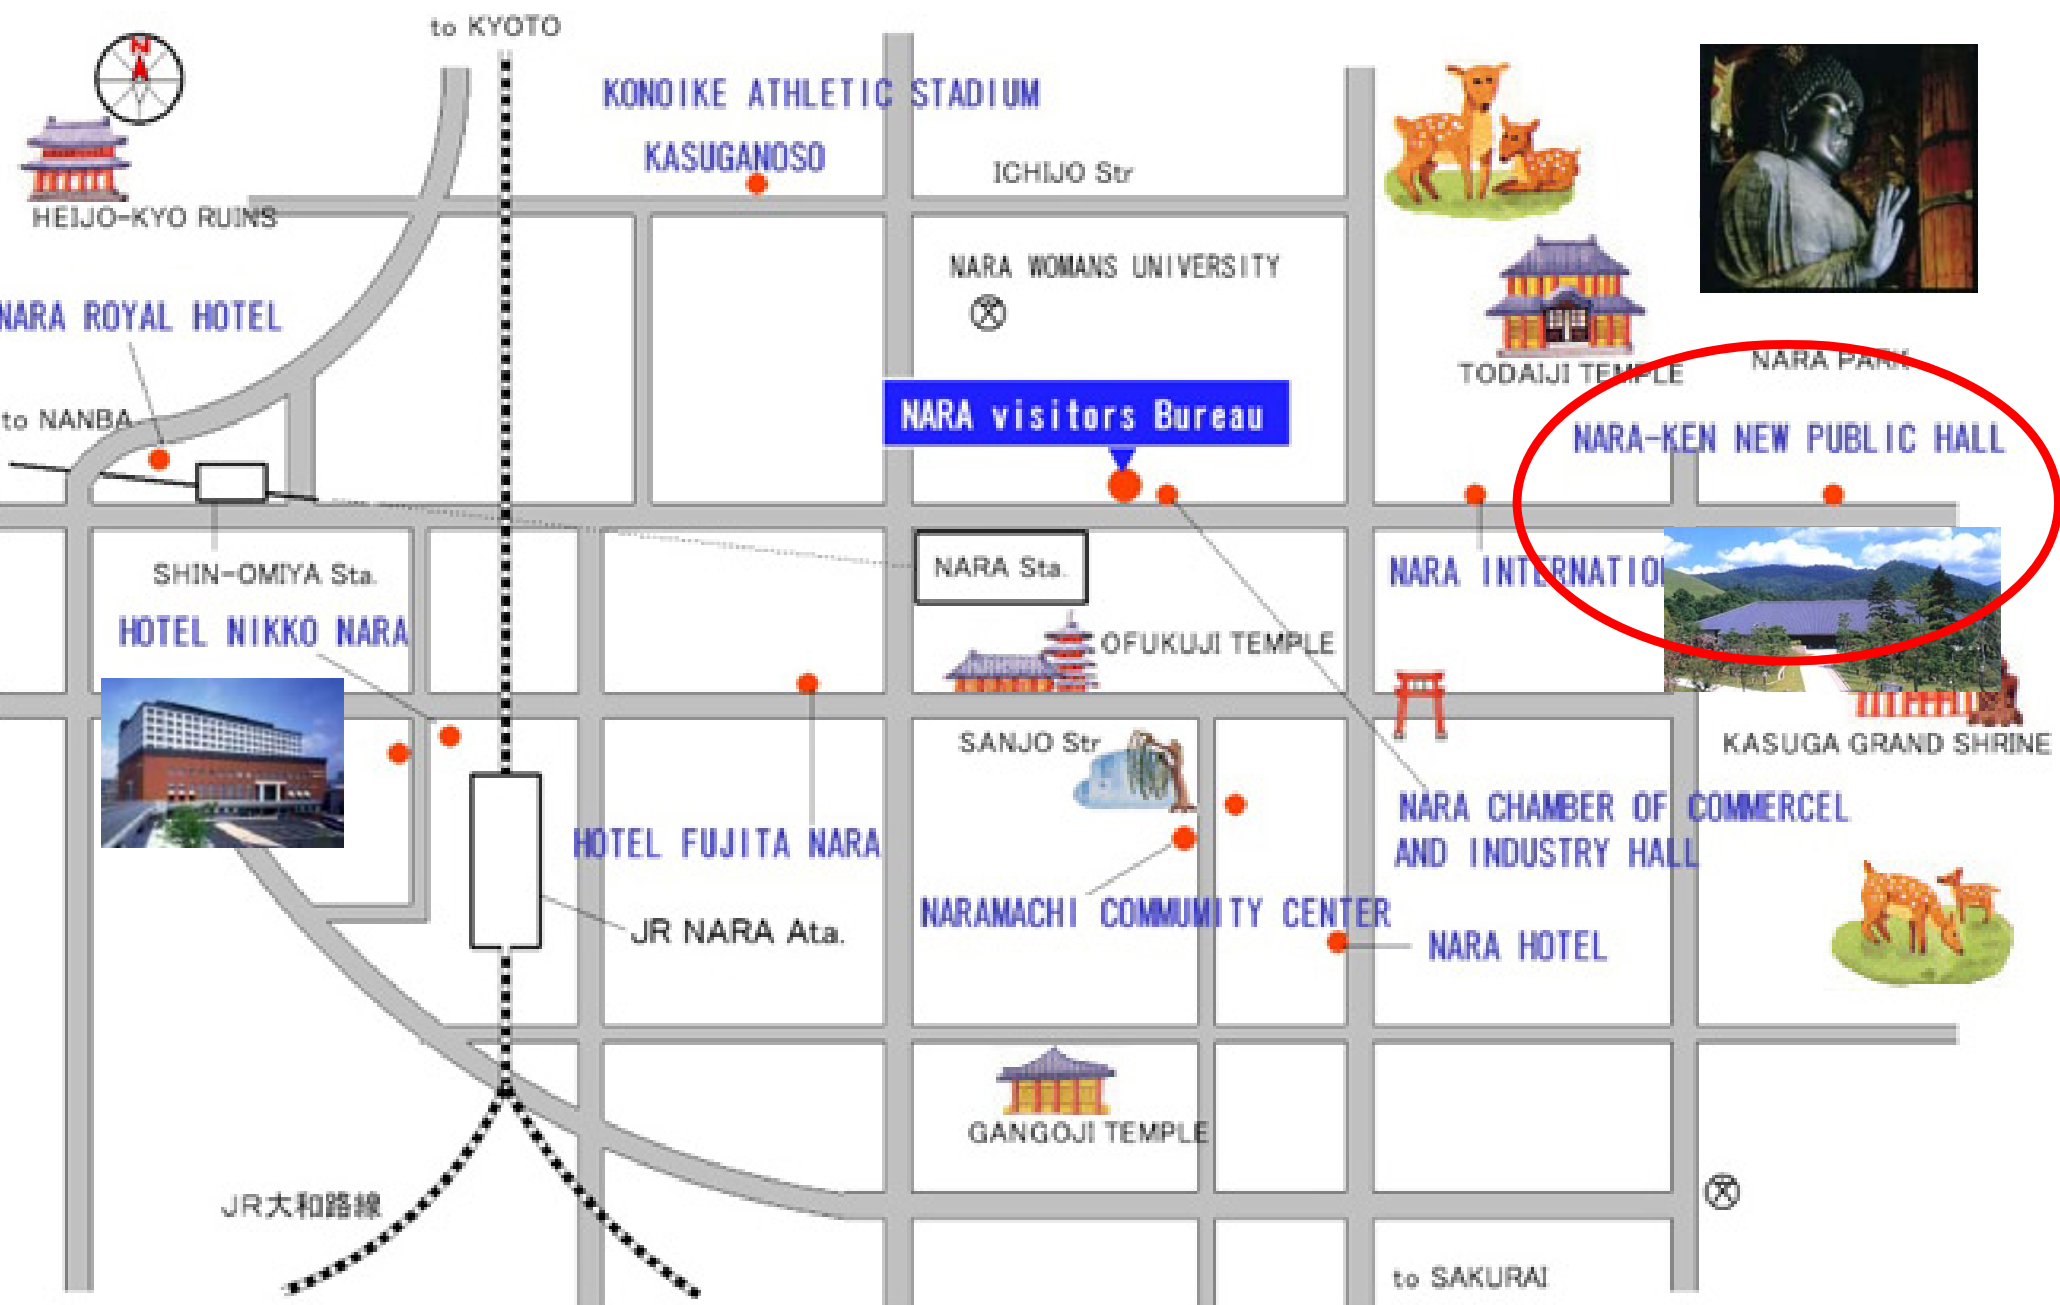 to KYOTO
N
KONOIKE ATHLETIC STADIUM
KASUGANOSO
ICHIJO Str
HEIJO-KYO RUINS
NARA WOMANS UNIVERSITY
NARA ROYAL HOTEL
TODAIJI TEMPLE
NARA PARK
to NANBA
NARA visitors Bureau
NARA-KEN NEW PUBLIC HALL
SHIN-OMIYA Sta.
NARA Sta.
NARA INTERNATIO
HOTEL NIKKO NARA
OFUKUJI TEMPLE
SANJO Str
KASUGA GRAND SHRINE
NARA CHAMBER OF COMMERCEL
AND INDUSTRY HALL
HOTEL FUJITA NARA
NARAMACHI COMMUMITY CENTER
JR NARA Ata.
NARA HOTEL
GANGOJI TEMPLE
JR大和路線
to SAKURAI